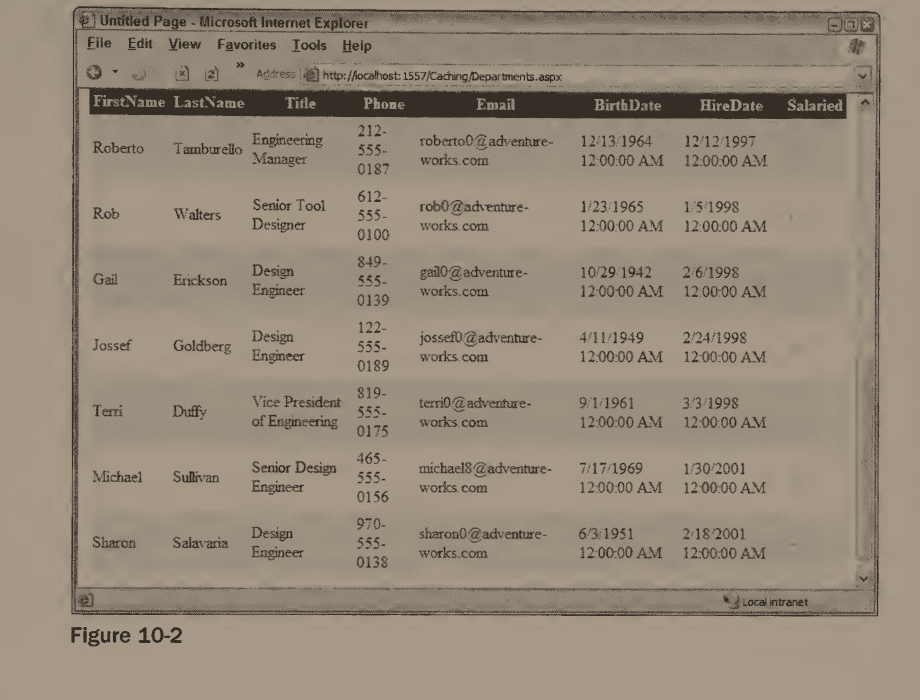 Untitled Page - Microsoft Internet Explorer
File Edit View Favorites Tools Help
» Address http://localhost:1557/Caching/Departments.aspx
FirstName LastName Title Phone Email BirthDate HireDate Salaried
Roberto Tamburello Engineering Manager 212-555-0187 roberto0@adventure-works.com 12/13/1964 12:00:00 AM 12/12/1997 12:00:00 AM
Rob Walters Senior Tool Designer 612-555-0100 rob0@adventure-works.com 1/23/1965 12:00:00 AM 1/5/1998 12:00:00 AM
Gail Erickson Design Engineer 849-555-0139 gail0@adventure-works.com 10/29/1942 12:00:00 AM 2/6/1998 12:00:00 AM
Jossef Goldberg Design Engineer 122-555-0189 jossef0@adventure-works.com 4/11/1949 12:00:00 AM 2/24/1998 12:00:00 AM
Terri Duffy Vice President of Engineering 819-555-0175 terri0@adventure-works.com 9/1/1961 12:00:00 AM 3/3/1998 12:00:00 AM
Michael Sullivan Senior Design Engineer 465-555-0156 michael8@adventure-works.com 7/17/1969 12:00:00 AM 1/30/2001 12:00:00 AM
Sharon Salavaria Design Engineer 970-555-0138 sharon0@adventure-works.com 6/3/1951 12:00:00 AM 2/18/2001 12:00:00 AM
Local intranet
Figure 10-2